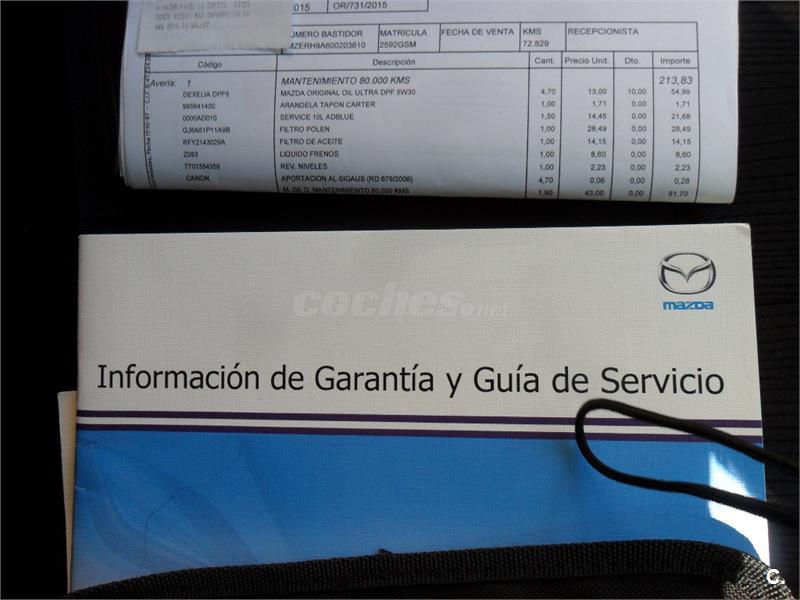 015 OR/731/2015
NÚMERO BASTIDOR MATRÍCULA FECHA DE VENTA KMS RECEPCIONISTA
MZERH9A600203610 2592GSM 72.829
Código Descripción Cant. Precio Unit. Dto. Importe
Avería: 1 MANTENIMIENTO 80.000 KMS 213,83
DEXELIA DPF5 MAZDA ORIGINAL OIL ULTRA DPF 5W30 4,70 13,00 10,00 54,99
995641400 ARANDELA TAPON CARTER 1,00 1,71 0,00 1,71
0000AD010 SERVICE 10L ADBLUE 1,50 14,45 0,00 21,68
GJ6A61P11A9B FILTRO POLEN 1,00 28,49 0,00 28,49
RFY2143029A FILTRO DE ACEITE 1,00 14,15 0,00 14,15
Z093 LIQUIDO FRENOS 1,00 8,60 0,00 8,60
7701354359 REV. NIVELES 1,00 2,23 0,00 2,23
CANON APORTACION AL SIGAUS (RD 679/2006) 4,70 0,06 0,00 0,28
M. DE O. MANTENIMIENTO 80.000 KMS 1,90 43,00 0,00 81,70
mazda
coches.net
Información de Garantía y Guía de Servicio
C.